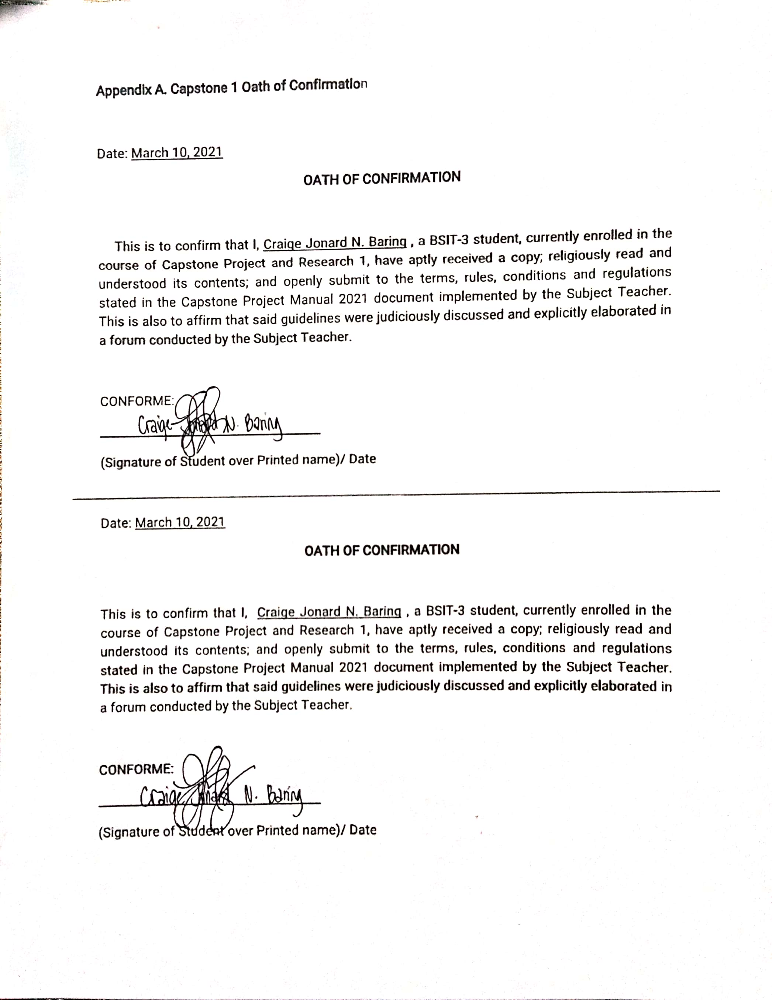 Appendix A. Capstone 1 Oath of Confirmation
Date: March 10, 2021
OATH OF CONFIRMATION
This is to confirm that I, Craige Jonard N. Baring , a BSIT-3 student, currently enrolled in the
course of Capstone Project and Research 1, have aptly received a copy; religiously read and
understood its contents; and openly submit to the terms, rules, conditions and regulations
stated in the Capstone Project Manual 2021 document implemented by the Subject Teacher.
This is also to affirm that said guidelines were judiciously discussed and explicitly elaborated in
a forum conducted by the Subject Teacher.
CONFORME:
Craige Jonard N. Baring
(Signature of Student over Printed name)/ Date
Date: March 10, 2021
OATH OF CONFIRMATION
This is to confirm that I, Craige Jonard N. Baring , a BSIT-3 student, currently enrolled in the
course of Capstone Project and Research 1, have aptly received a copy; religiously read and
understood its contents; and openly submit to the terms, rules, conditions and regulations
stated in the Capstone Project Manual 2021 document implemented by the Subject Teacher.
This is also to affirm that said guidelines were judiciously discussed and explicitly elaborated in
a forum conducted by the Subject Teacher.
CONFORME:
Craige Jonard N. Baring
(Signature of Student over Printed name)/ Date